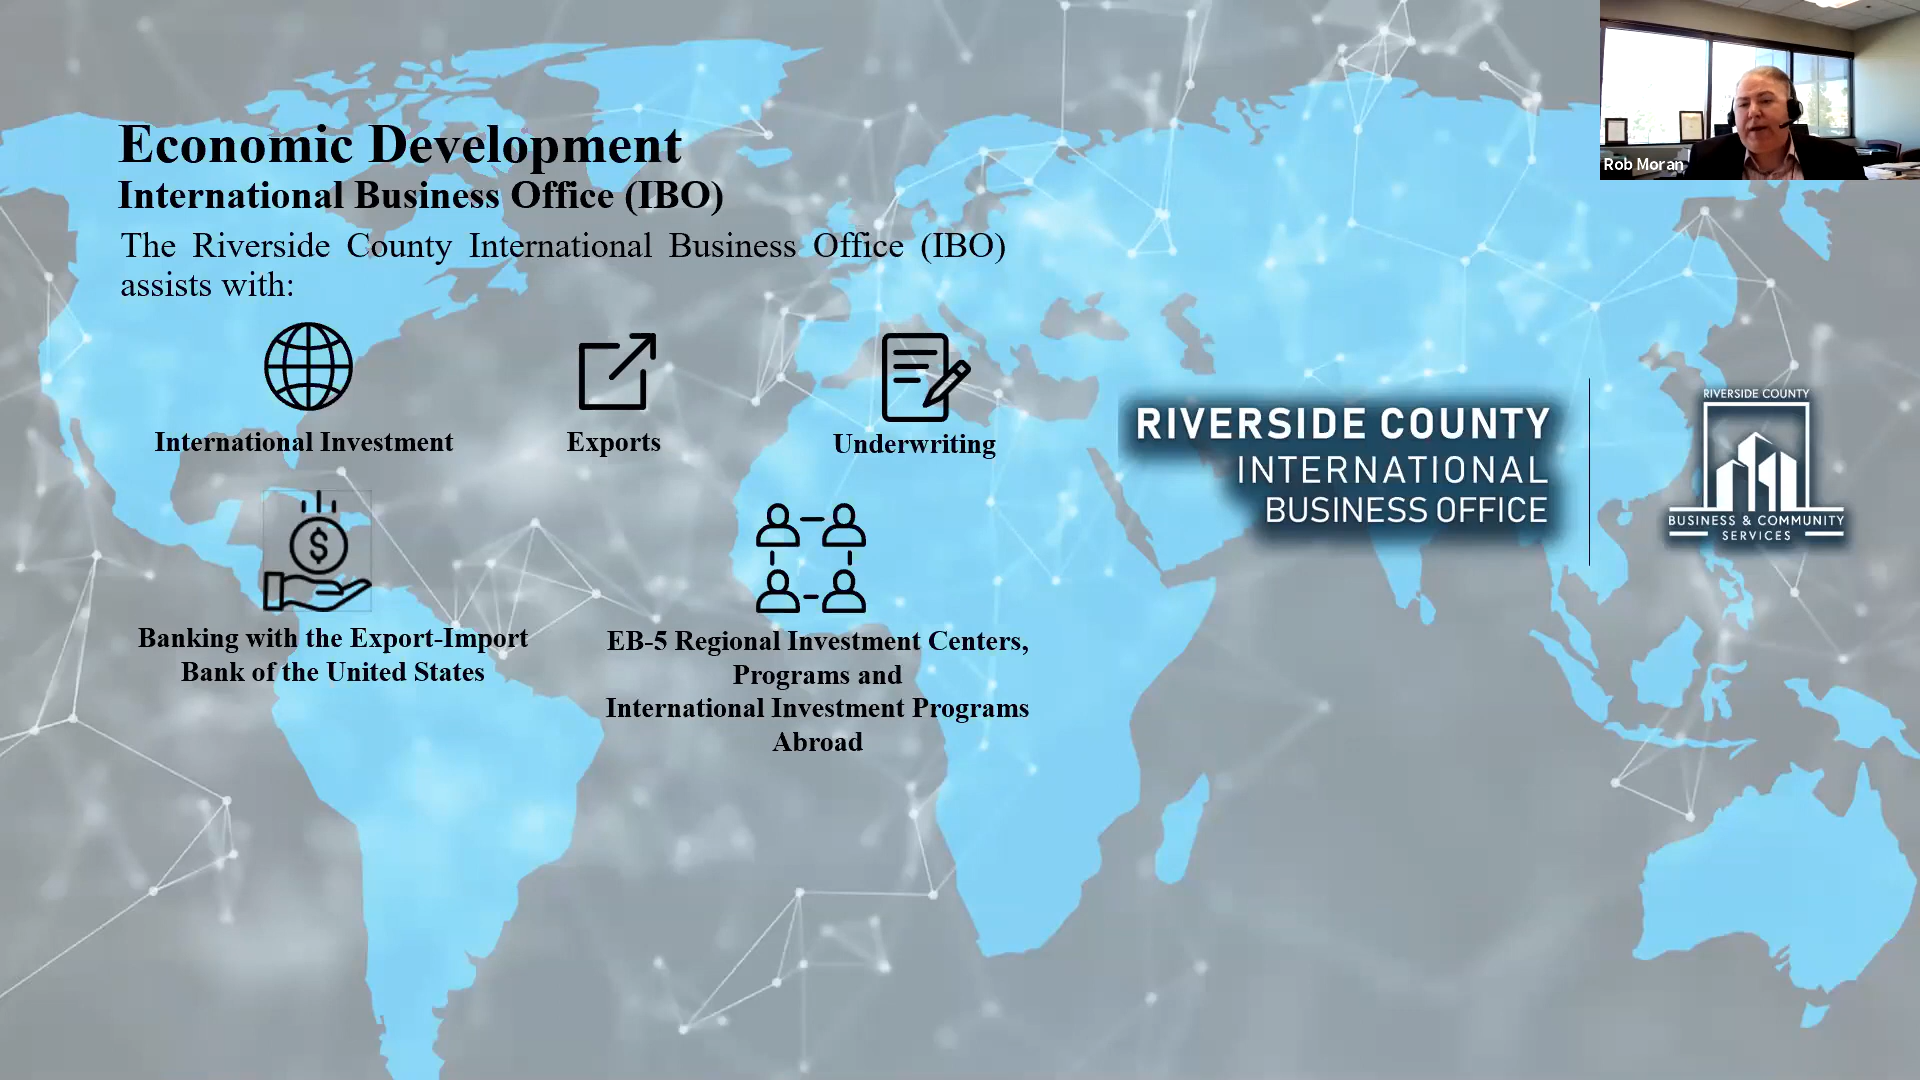 Economic Development
International Business Office (IBO)
The Riverside County International Business Office (IBO)
assists with:
International Investment
Exports
Underwriting
$
Banking with the Export-Import
Bank of the United States
EB-5 Regional Investment Centers,
Programs and
International Investment Programs
Abroad
RIVERSIDE COUNTY
INTERNATIONAL
BUSINESS OFFICE
RIVERSIDE COUNTY
BUSINESS & COMMUNITY
SERVICES
Rob Moran